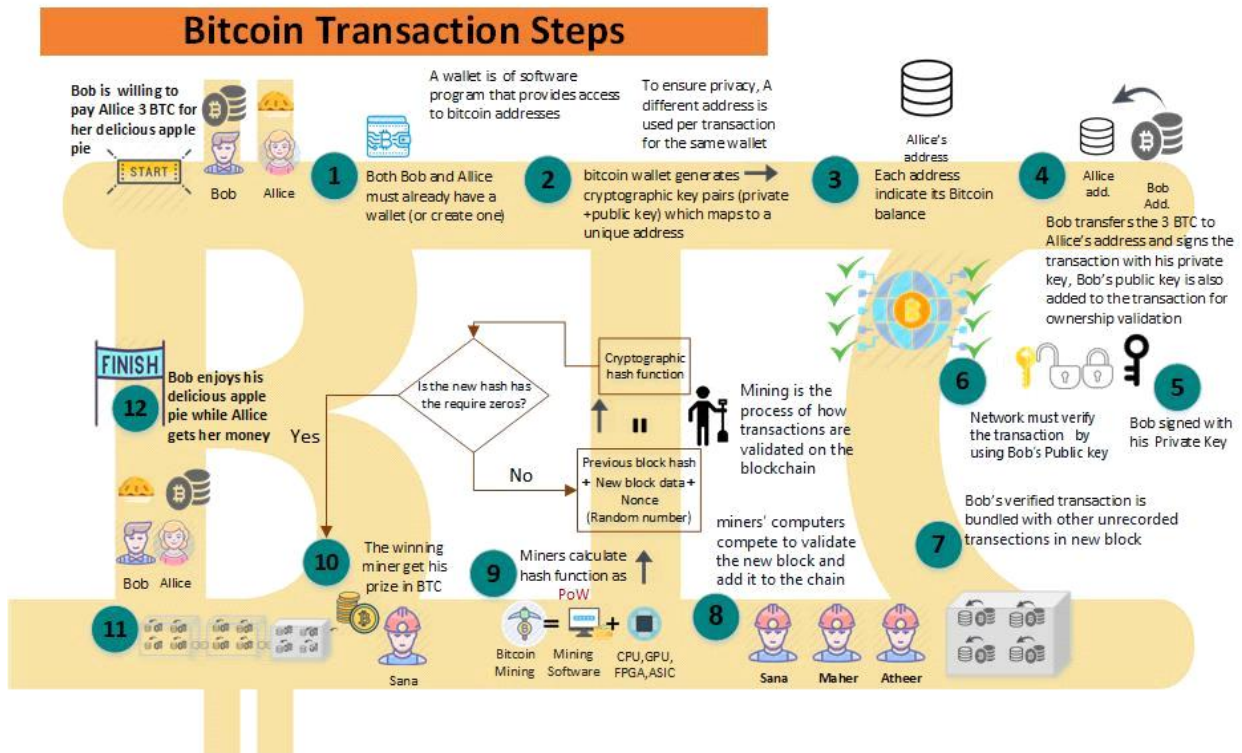 Bitcoin Transaction Steps
Bob is willing to
pay Allice 3 BTC for
her delicious apple
pie
START
Bob
Allice
1
Both Bob and Allice
must already have a
wallet (or create one)
A wallet is of software
program that provides access
to bitcoin addresses
2
bitcoin wallet generates
cryptographic key pairs (private
+public key) which maps to a
unique address
To ensure privacy, A
different address is
used per transaction
for the same wallet
3
Allice's
address
Each address
indicate its Bitcoin
balance
4
Allice
add.
Bob
Add.
Bob transfers the 3 BTC to
Allice's address and signs the
transaction with his private
key, Bob's public key is also
added to the transaction for
ownership validation
5
Bob signed with
his Private Key
6
Network must verify
the transaction by
using Bob's Public key
7
Bob's verified transaction is
bundled with other unrecorded
transections in new block
8
miners' computers
compete to validate
the new block and
add it to the chain
Sana
Maher
Atheer
Mining is the
process of how
transactions are
validated on the
blockchain
9
Miners calculate
hash function as
PoW
Bitcoin
Mining
=
Mining
Software
+
CPU,GPU,
FPGA,ASIC
Previous block hash
+ New block data +
Nonce
(Random number)
Cryptographic
hash function
Is the new hash has
the require zeros?
No
Yes
10
The winning
miner get his
prize in BTC
Sana
11
FINISH
12
Bob enjoys his
delicious apple
pie while Allice
gets her money
Bob
Allice